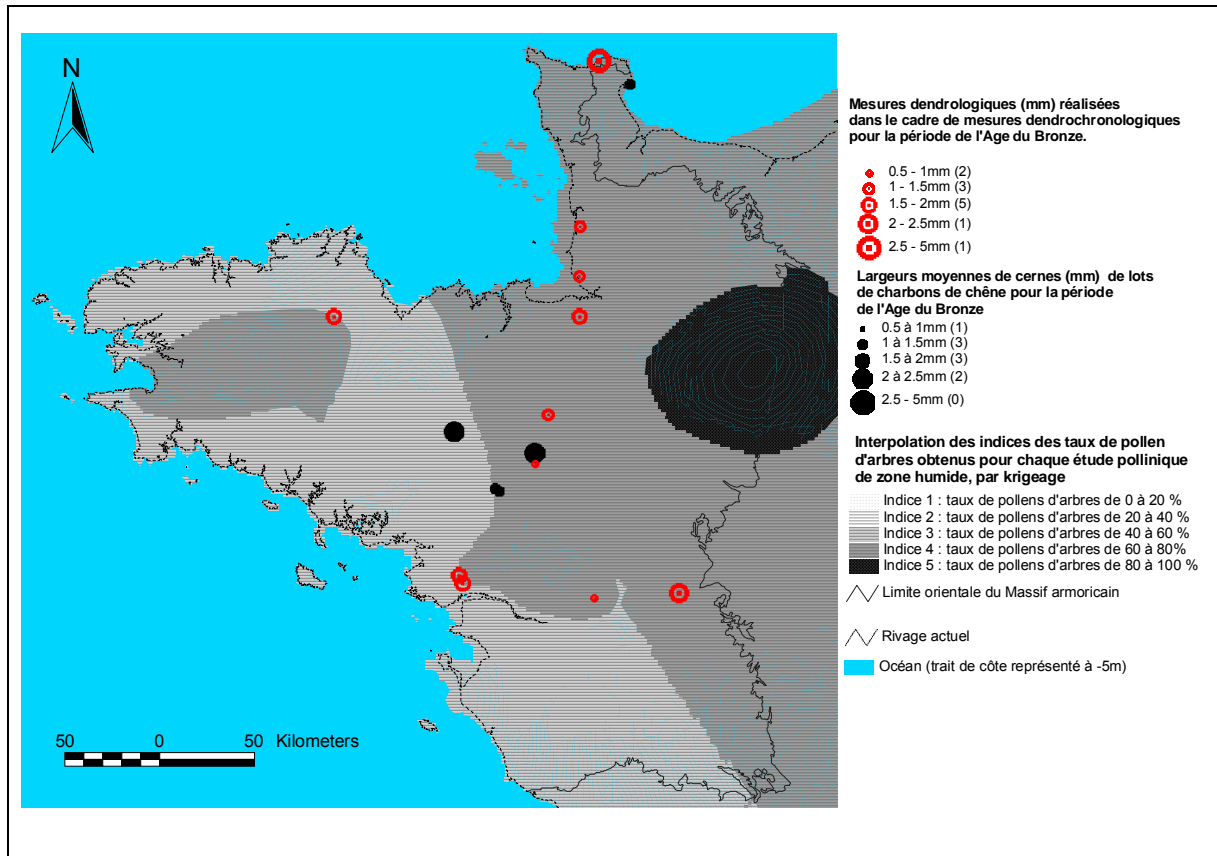 N
50 0 50 Kilometers
Mesures dendrologiques (mm) réalisées
dans le cadre de mesures dendrochronologiques
pour la période de l'Age du Bronze.
0.5 - 1mm (2)
1 - 1.5mm (3)
1.5 - 2mm (5)
2 - 2.5mm (1)
2.5 - 5mm (1)
Largeurs moyennes de cernes (mm) de lots
de charbons de chêne pour la période
de l'Age du Bronze
0.5 à 1mm (1)
1 à 1.5mm (3)
1.5 à 2mm (3)
2 à 2.5mm (2)
2.5 - 5mm (0)
Interpolation des indices des taux de pollen
d'arbres obtenus pour chaque étude pollinique
de zone humide, par krigeage
Indice 1 : taux de pollens d'arbres de 0 à 20 %
Indice 2 : taux de pollens d'arbres de 20 à 40 %
Indice 3 : taux de pollens d'arbres de 40 à 60 %
Indice 4 : taux de pollens d'arbres de 60 à 80%
Indice 5 : taux de pollens d'arbres de 80 à 100 %
Limite orientale du Massif armoricain
Rivage actuel
Océan (trait de côte représenté à -5m)